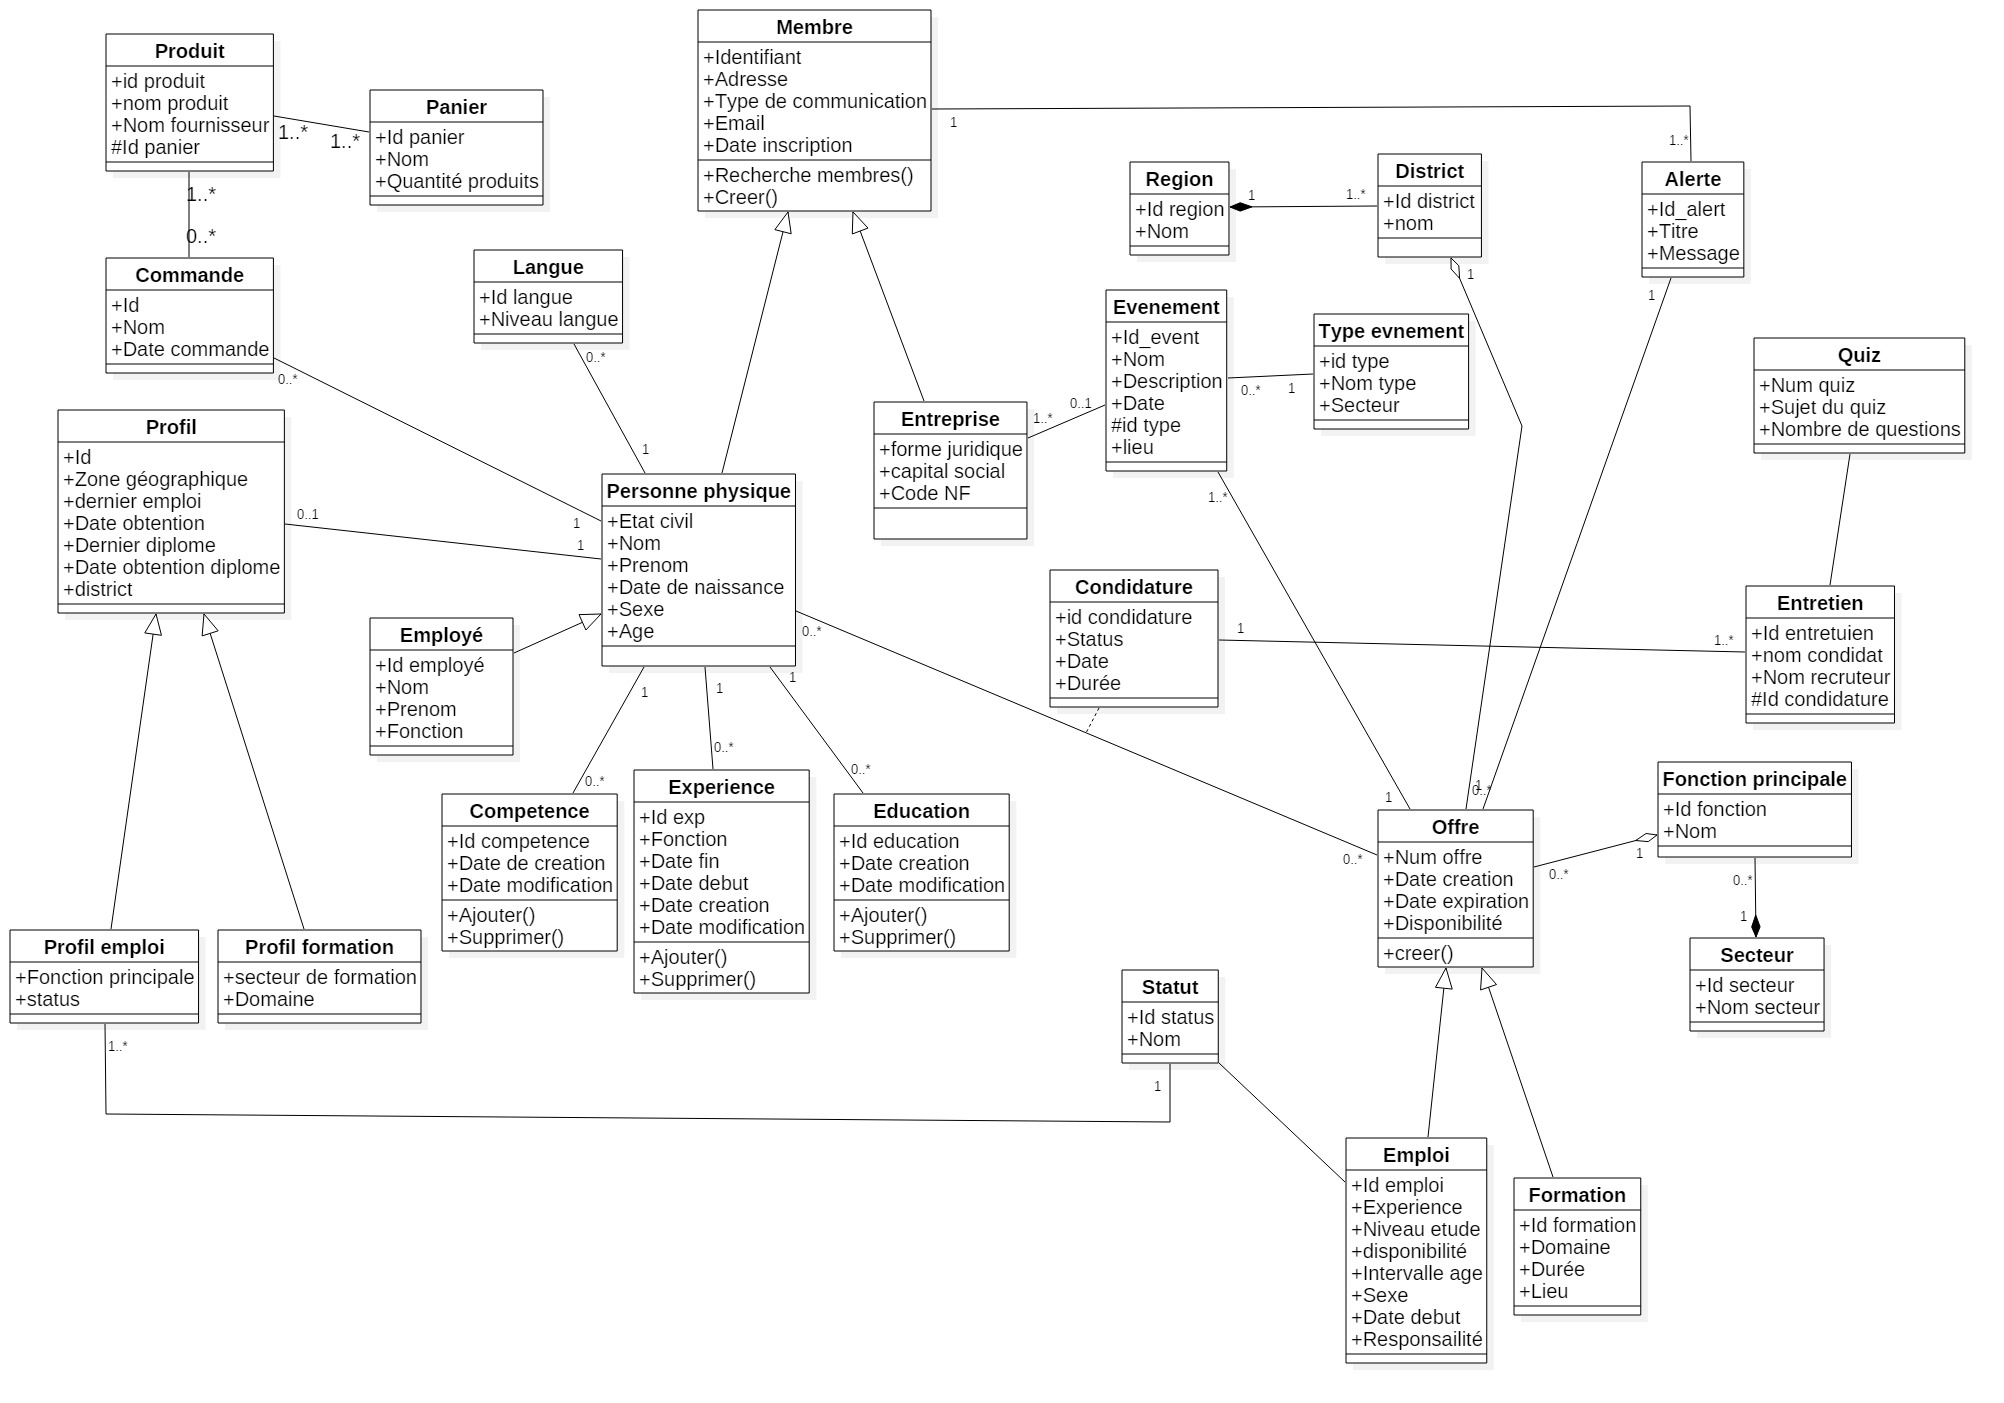 Membre
+Identifiant
+Adresse
+Type de communication
+Email
+Date inscription
+Recherche membres()
+Creer()
1
1..*
Produit
+id produit
+nom produit
+Nom fournisseur
#Id panier
1..*
1..*
1..*
0..*
Panier
+Id panier
+Nom
+Quantité produits
Region
+Id region
+Nom
1
1..*
District
+Id district
+nom
1
Alerte
+Id_alert
+Titre
+Message
1
Commande
+Id
+Nom
+Date commande
0..*
Langue
+Id langue
+Niveau langue
0..*
1
Evenement
+Id_event
+Nom
+Description
+Date
#id type
+lieu
0..*
1
0..1
1..*
1..*
Type evnement
+id type
+Nom type
+Secteur
Quiz
+Num quiz
+Sujet du quiz
+Nombre de questions
Entreprise
+forme juridique
+capital social
+Code NF
Profil
+Id
+Zone géographique
+dernier emploi
+Date obtention
+Dernier diplome
+Date obtention diplome
+district
0..1
1
1
Personne physique
+Etat civil
+Nom
+Prenom
+Date de naissance
+Sexe
+Age
0..*
1
1
1
Condidature
+id condidature
+Status
+Date
+Durée
1
1..*
Entretien
+Id entretuien
+nom condidat
+Nom recruteur
#Id condidature
Employé
+Id employé
+Nom
+Prenom
+Fonction
0..*
0..*
0..*
Competence
+Id competence
+Date de creation
+Date modification
+Ajouter()
+Supprimer()
Experience
+Id exp
+Fonction
+Date fin
+Date debut
+Date creation
+Date modification
+Ajouter()
+Supprimer()
Education
+Id education
+Date creation
+Date modification
+Ajouter()
+Supprimer()
1
1
0..*
0..*
Offre
+Num offre
+Date creation
+Date expiration
+Disponibilité
+creer()
0..*
1
Fonction principale
+Id fonction
+Nom
0..*
1
Secteur
+Id secteur
+Nom secteur
Profil emploi
+Fonction principale
+status
1..*
Profil formation
+secteur de formation
+Domaine
Statut
+Id status
+Nom
1
Emploi
+Id emploi
+Experience
+Niveau etude
+disponibilité
+Intervalle age
+Sexe
+Date debut
+Responsailité
Formation
+Id formation
+Domaine
+Durée
+Lieu